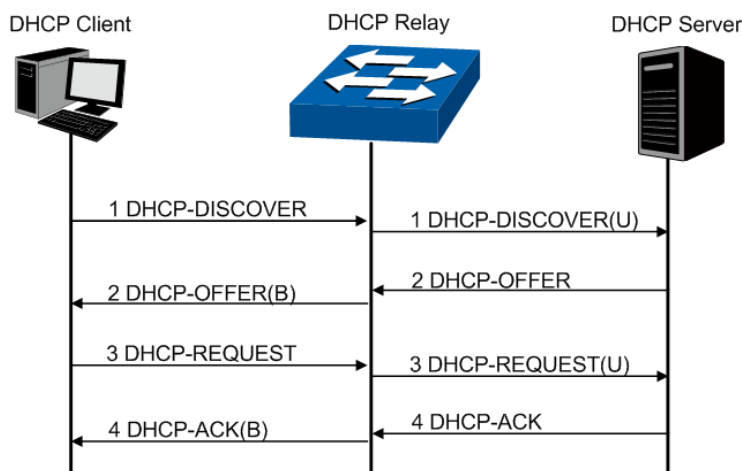 DHCP Client
DHCP Relay
DHCP Server
1 DHCP-DISCOVER
1 DHCP-DISCOVER(U)
2 DHCP-OFFER
2 DHCP-OFFER(B)
3 DHCP-REQUEST
3 DHCP-REQUEST(U)
4 DHCP-ACK
4 DHCP-ACK(B)